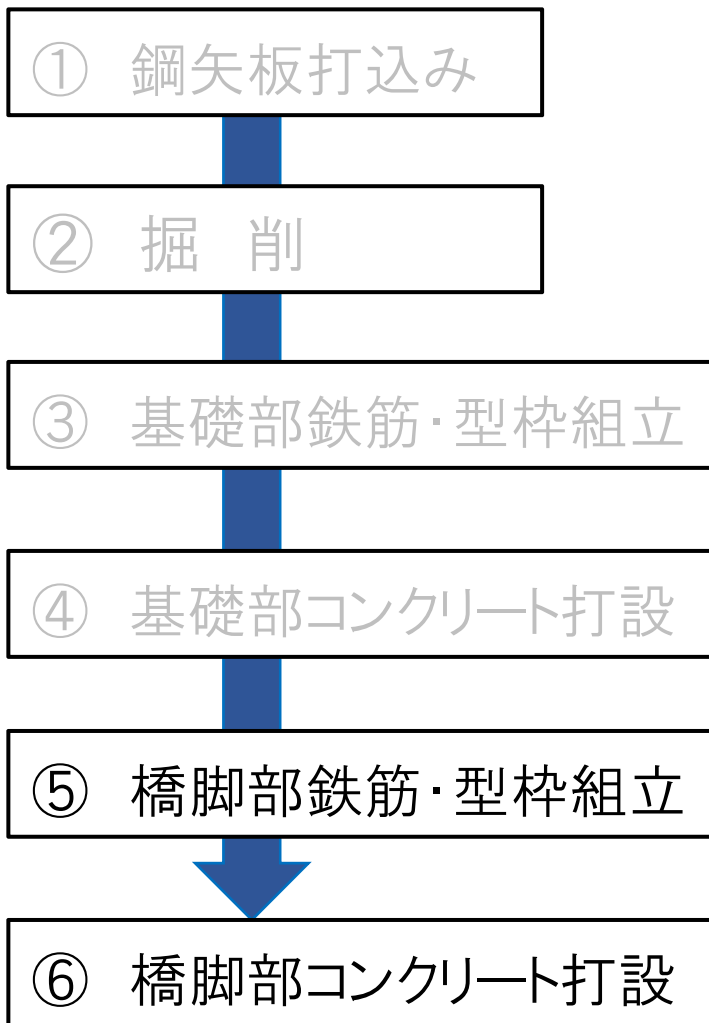 ① 鋼矢板打込み
② 掘 削
③ 基礎部鉄筋・型枠組立
④ 基礎部コンクリート打設
⑤ 橋脚部鉄筋・型枠組立
⑥ 橋脚部コンクリート打設